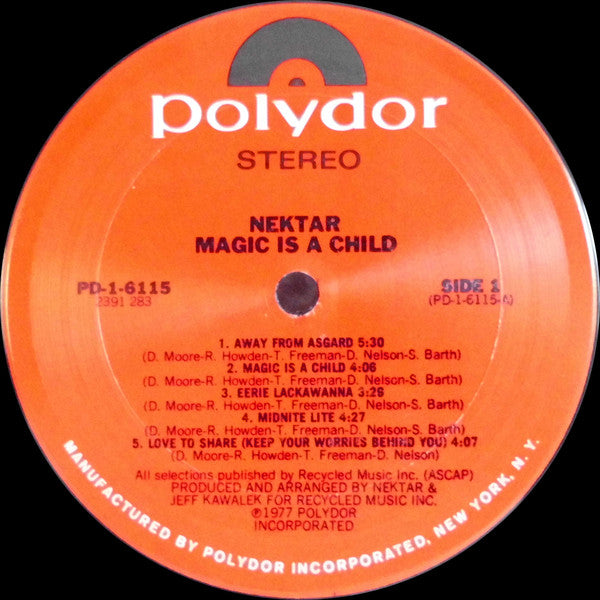 polydor
STEREO
NEKTAR
MAGIC IS A CHILD
PD-1-6115
2391 283
SIDE 1
(PD-1-6115-A)
1. AWAY FROM ASGARD 5:30
(D. Moore-R. Howden-T. Freeman-D. Nelson-S. Barth)
2. MAGIC IS A CHILD 4:06
(D. Moore-R. Howden-T. Freeman-D. Nelson-S. Barth)
3. EERIE LACKAWANNA 3:26
(D. Moore-R. Howden-T. Freeman-D. Nelson-S. Barth)
4. MIDNITE LITE 4:27
(D. Moore-R. Howden-T. Freeman-D. Nelson-S. Barth)
5. LOVE TO SHARE (KEEP YOUR WORRIES BEHIND YOU) 4:07
(D. Moore-R. Howden-T. Freeman-D. Nelson)
All selections published by Recycled Music Inc. (ASCAP)
PRODUCED AND ARRANGED BY NEKTAR &
JEFF KAWALEK FOR RECYCLED MUSIC INC.
℗1977 POLYDOR
INCORPORATED
MANUFACTURED BY POLYDOR INCORPORATED, NEW YORK, N. Y.